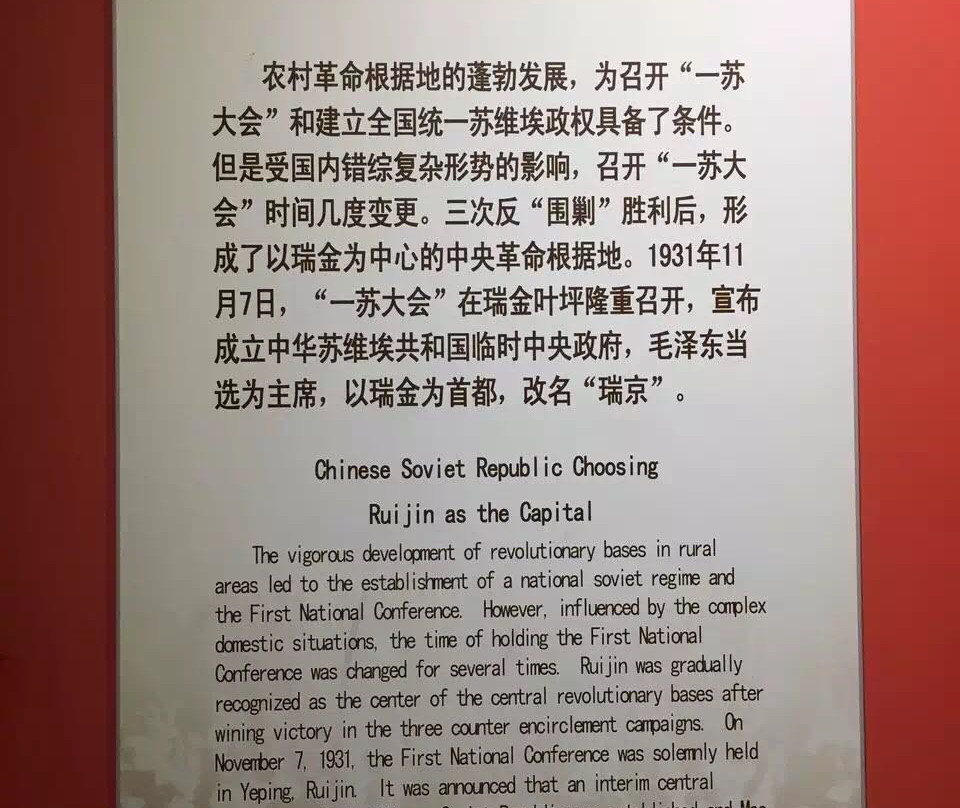 农村革命根据地的蓬勃发展，为召开“一苏
大会”和建立全国统一苏维埃政权具备了条件。
但是受国内错综复杂形势的影响，召开“一苏大
会”时间几度变更。三次反“围剿”胜利后，形
成了以瑞金为中心的中央革命根据地。1931年11
月7日，“一苏大会”在瑞金叶坪隆重召开，宣布
成立中华苏维埃共和国临时中央政府，毛泽东当
选为主席，以瑞金为首都，改名“瑞京”。
Chinese Soviet Republic Choosing
Ruijin as the Capital
The vigorous development of revolutionary bases in rural
areas led to the establishment of a national soviet regime and
the First National Conference. However, influenced by the complex
domestic situations, the time of holding the First National
Conference was changed for several times. Ruijin was gradually
recognized as the center of the central revolutionary bases after
wining victory in the three counter encirclement campaigns. On
November 7, 1931, the First National Conference was solemnly held
in Yeping, Ruijin. It was announced that an interim central